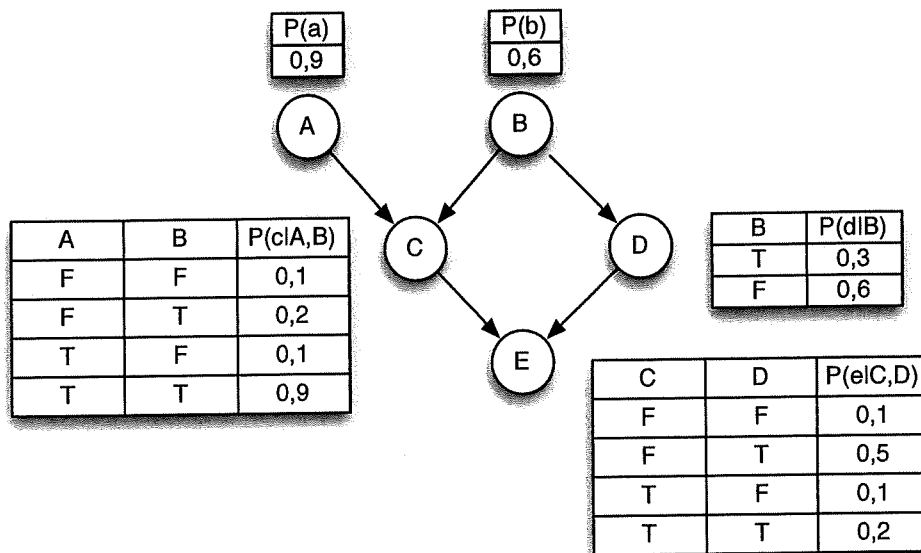 P(a)
0,9
P(b)
0,6
A
B
A B P(c|A,B)
F F 0,1
F T 0,2
T F 0,1
T T 0,9
C
D
B P(d|B)
T 0,3
F 0,6
E
C D P(e|C,D)
F F 0,1
F T 0,5
T F 0,1
T T 0,2